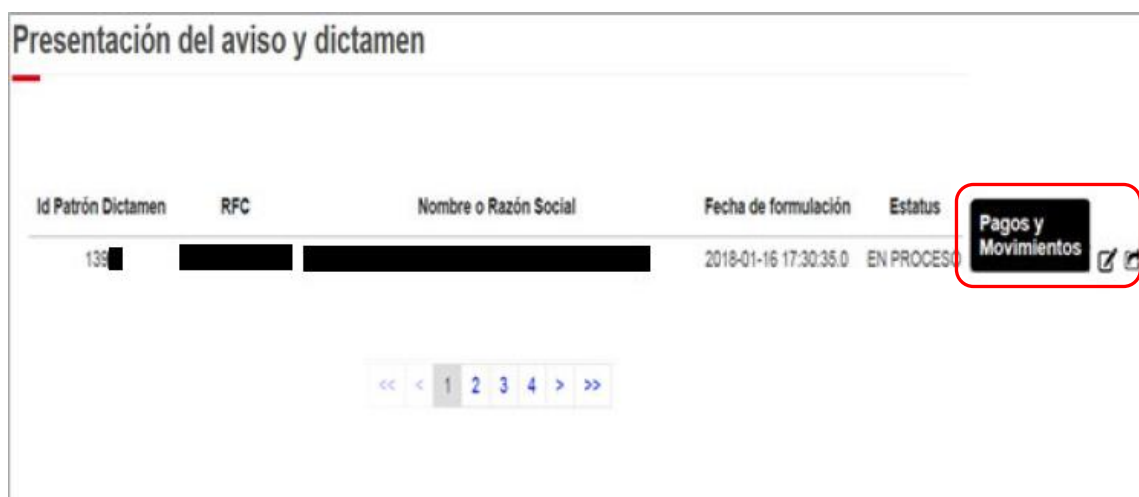 Presentación del aviso y dictamen
Id Patrón Dictamen RFC Nombre o Razón Social Fecha de formulación Estatus
Pagos y
Movimientos
139 2018-01-16 17:30:35.0 EN PROCESO
<< < 1 2 3 4 > >>